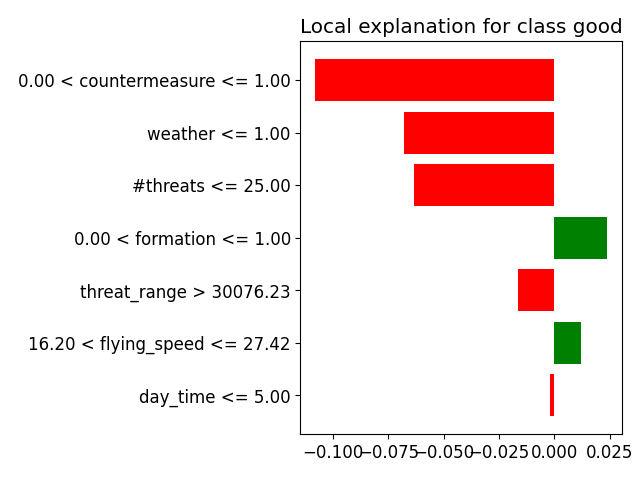 Local explanation for class good
0.00 < countermeasure <= 1.00
weather <= 1.00
#threats <= 25.00
0.00 < formation <= 1.00
threat_range > 30076.23
16.20 < flying_speed <= 27.42
day_time <= 5.00
−0.100 −0.075 −0.050 −0.025 0.000 0.025